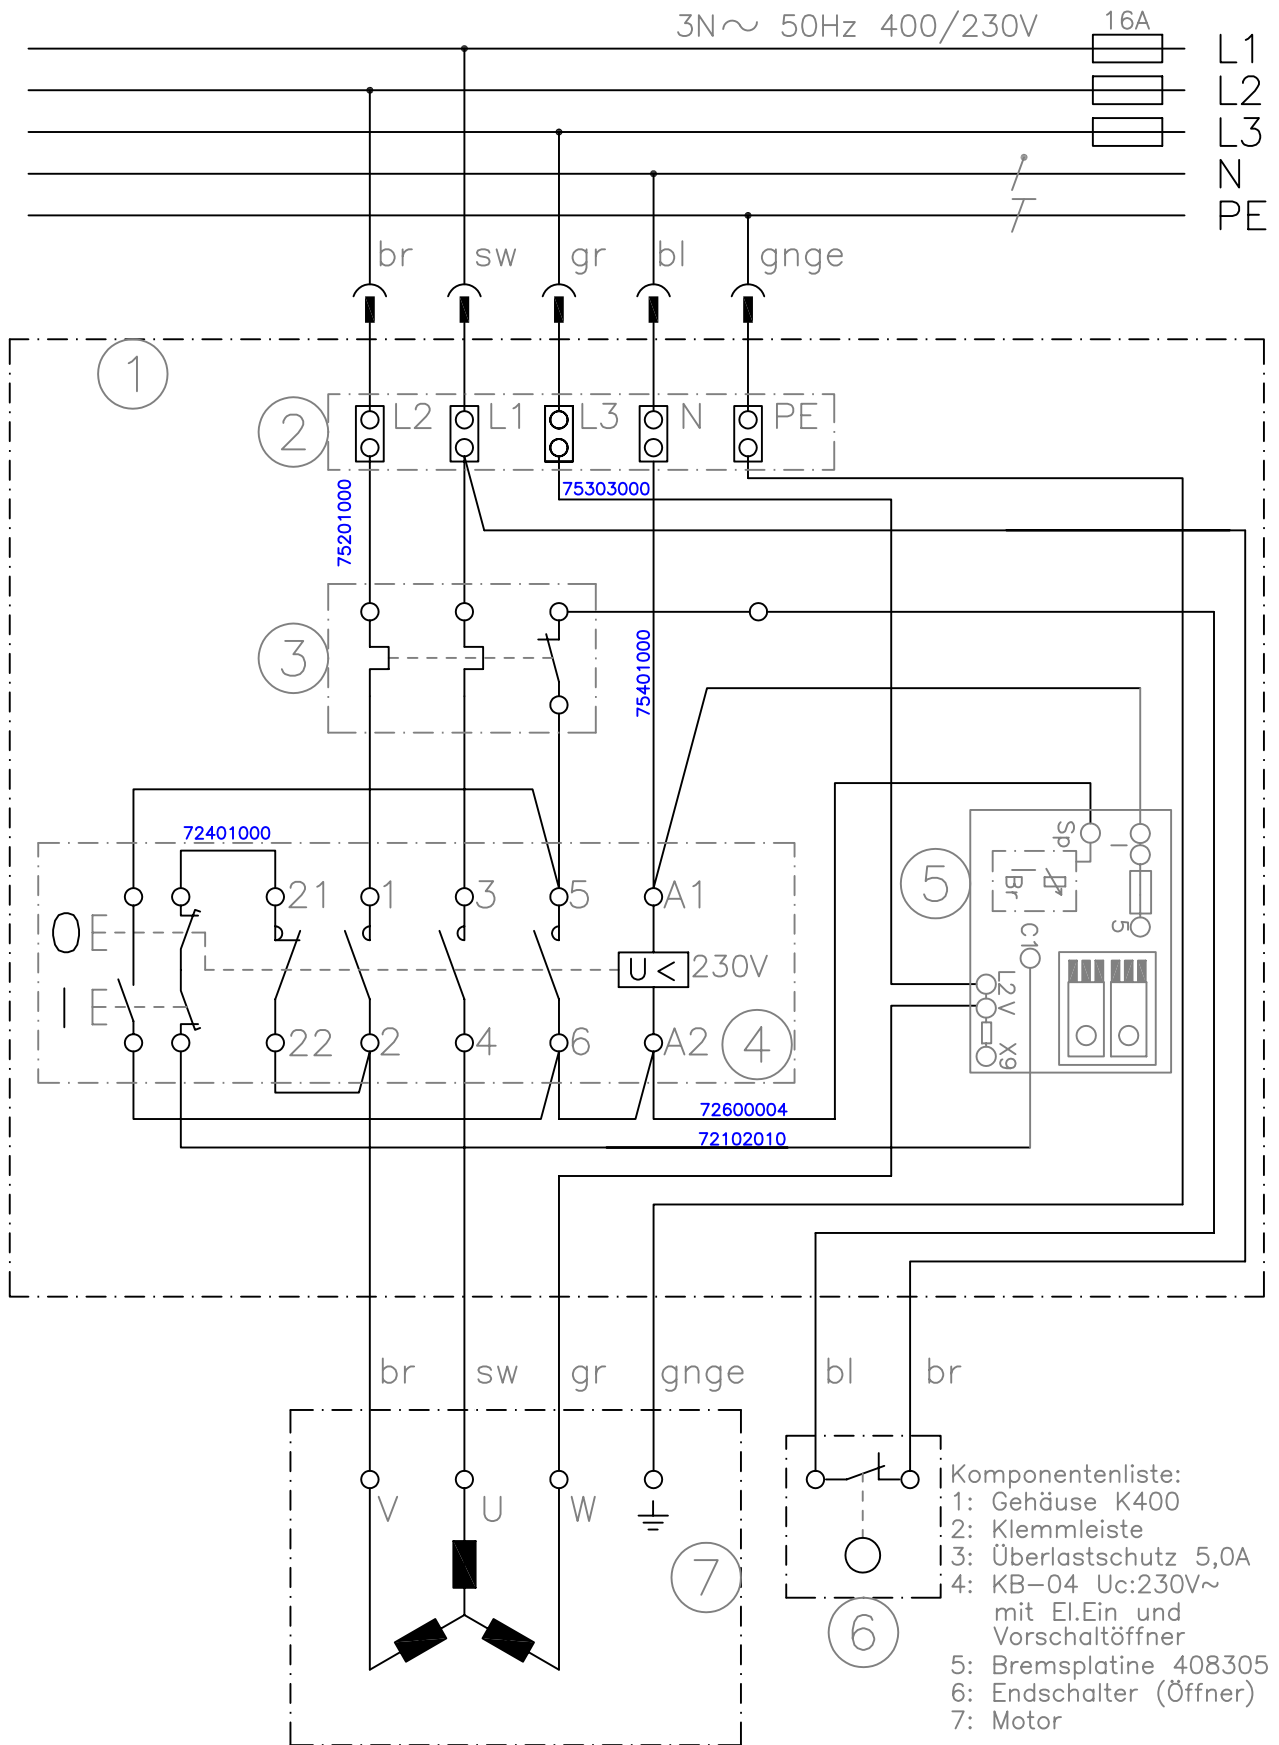 3N~ 50Hz 400/230V
16A
L1
L2
L3
N
PE
br sw gr bl gnge
1
2
L2 L1 L3 N PE
75201000
75303000
3
75401000
72401000
21 1 3 5 A1
O
I
U< 230V
22 2 4 6 A2
4
72600004
72102010
5
Sp
I
Br
5
C1
L2
V
X9
br sw gr gnge bl br
V U W
7
6
Komponentenliste:
1: Gehäuse K400
2: Klemmleiste
3: Überlastschutz 5,0A
4: KB-04 Uc:230V~
mit El.Ein und
Vorschaltöffner
5: Bremsplatine 408305
6: Endschalter (Öffner)
7: Motor